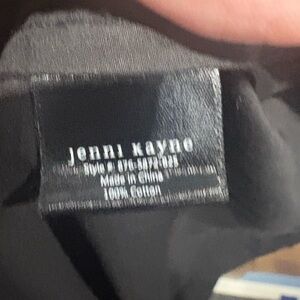 jenni kayne
Style #
Made in China
100% Cotton